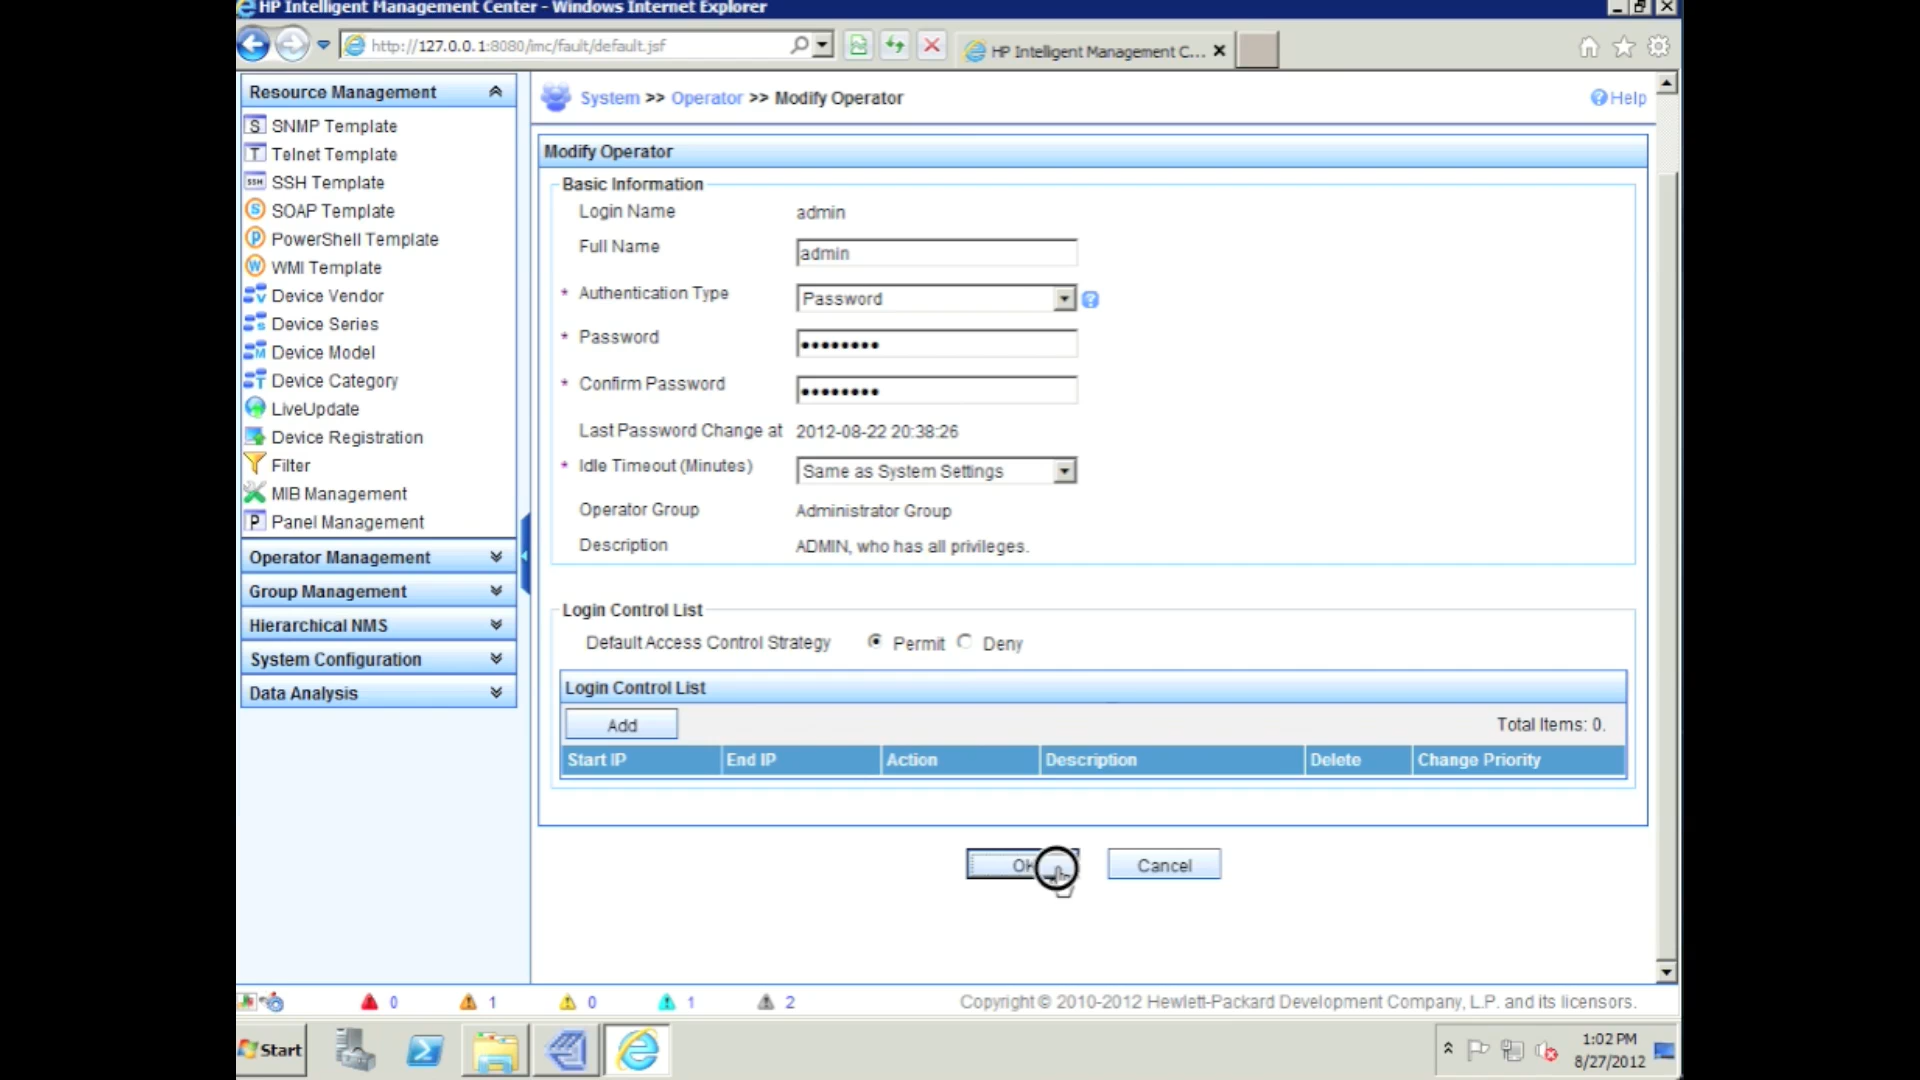 HP Intelligent Management Center - Windows Internet Explorer
http://127.0.0.1:8080/imc/fault/default.jsf
HP Intelligent Management C...
Resource Management
SNMP Template
Telnet Template
SSH Template
SOAP Template
PowerShell Template
WMI Template
Device Vendor
Device Series
Device Model
Device Category
LiveUpdate
Device Registration
Filter
MIB Management
Panel Management
Operator Management
Group Management
Hierarchical NMS
System Configuration
Data Analysis
System >> Operator >> Modify Operator
Help
Modify Operator
Basic Information
Login Name admin
Full Name admin
* Authentication Type Password
* Password ••••••••
* Confirm Password ••••••••
Last Password Change at 2012-08-22 20:38:26
* Idle Timeout (Minutes) Same as System Settings
Operator Group Administrator Group
Description ADMIN, who has all privileges.
Login Control List
Default Access Control Strategy Permit Deny
Login Control List
Add Total Items: 0.
Start IP End IP Action Description Delete Change Priority
OK Cancel
0 1 0 1 2 Copyright © 2010-2012 Hewlett-Packard Development Company, L.P. and its licensors.
Start
1:02 PM
8/27/2012